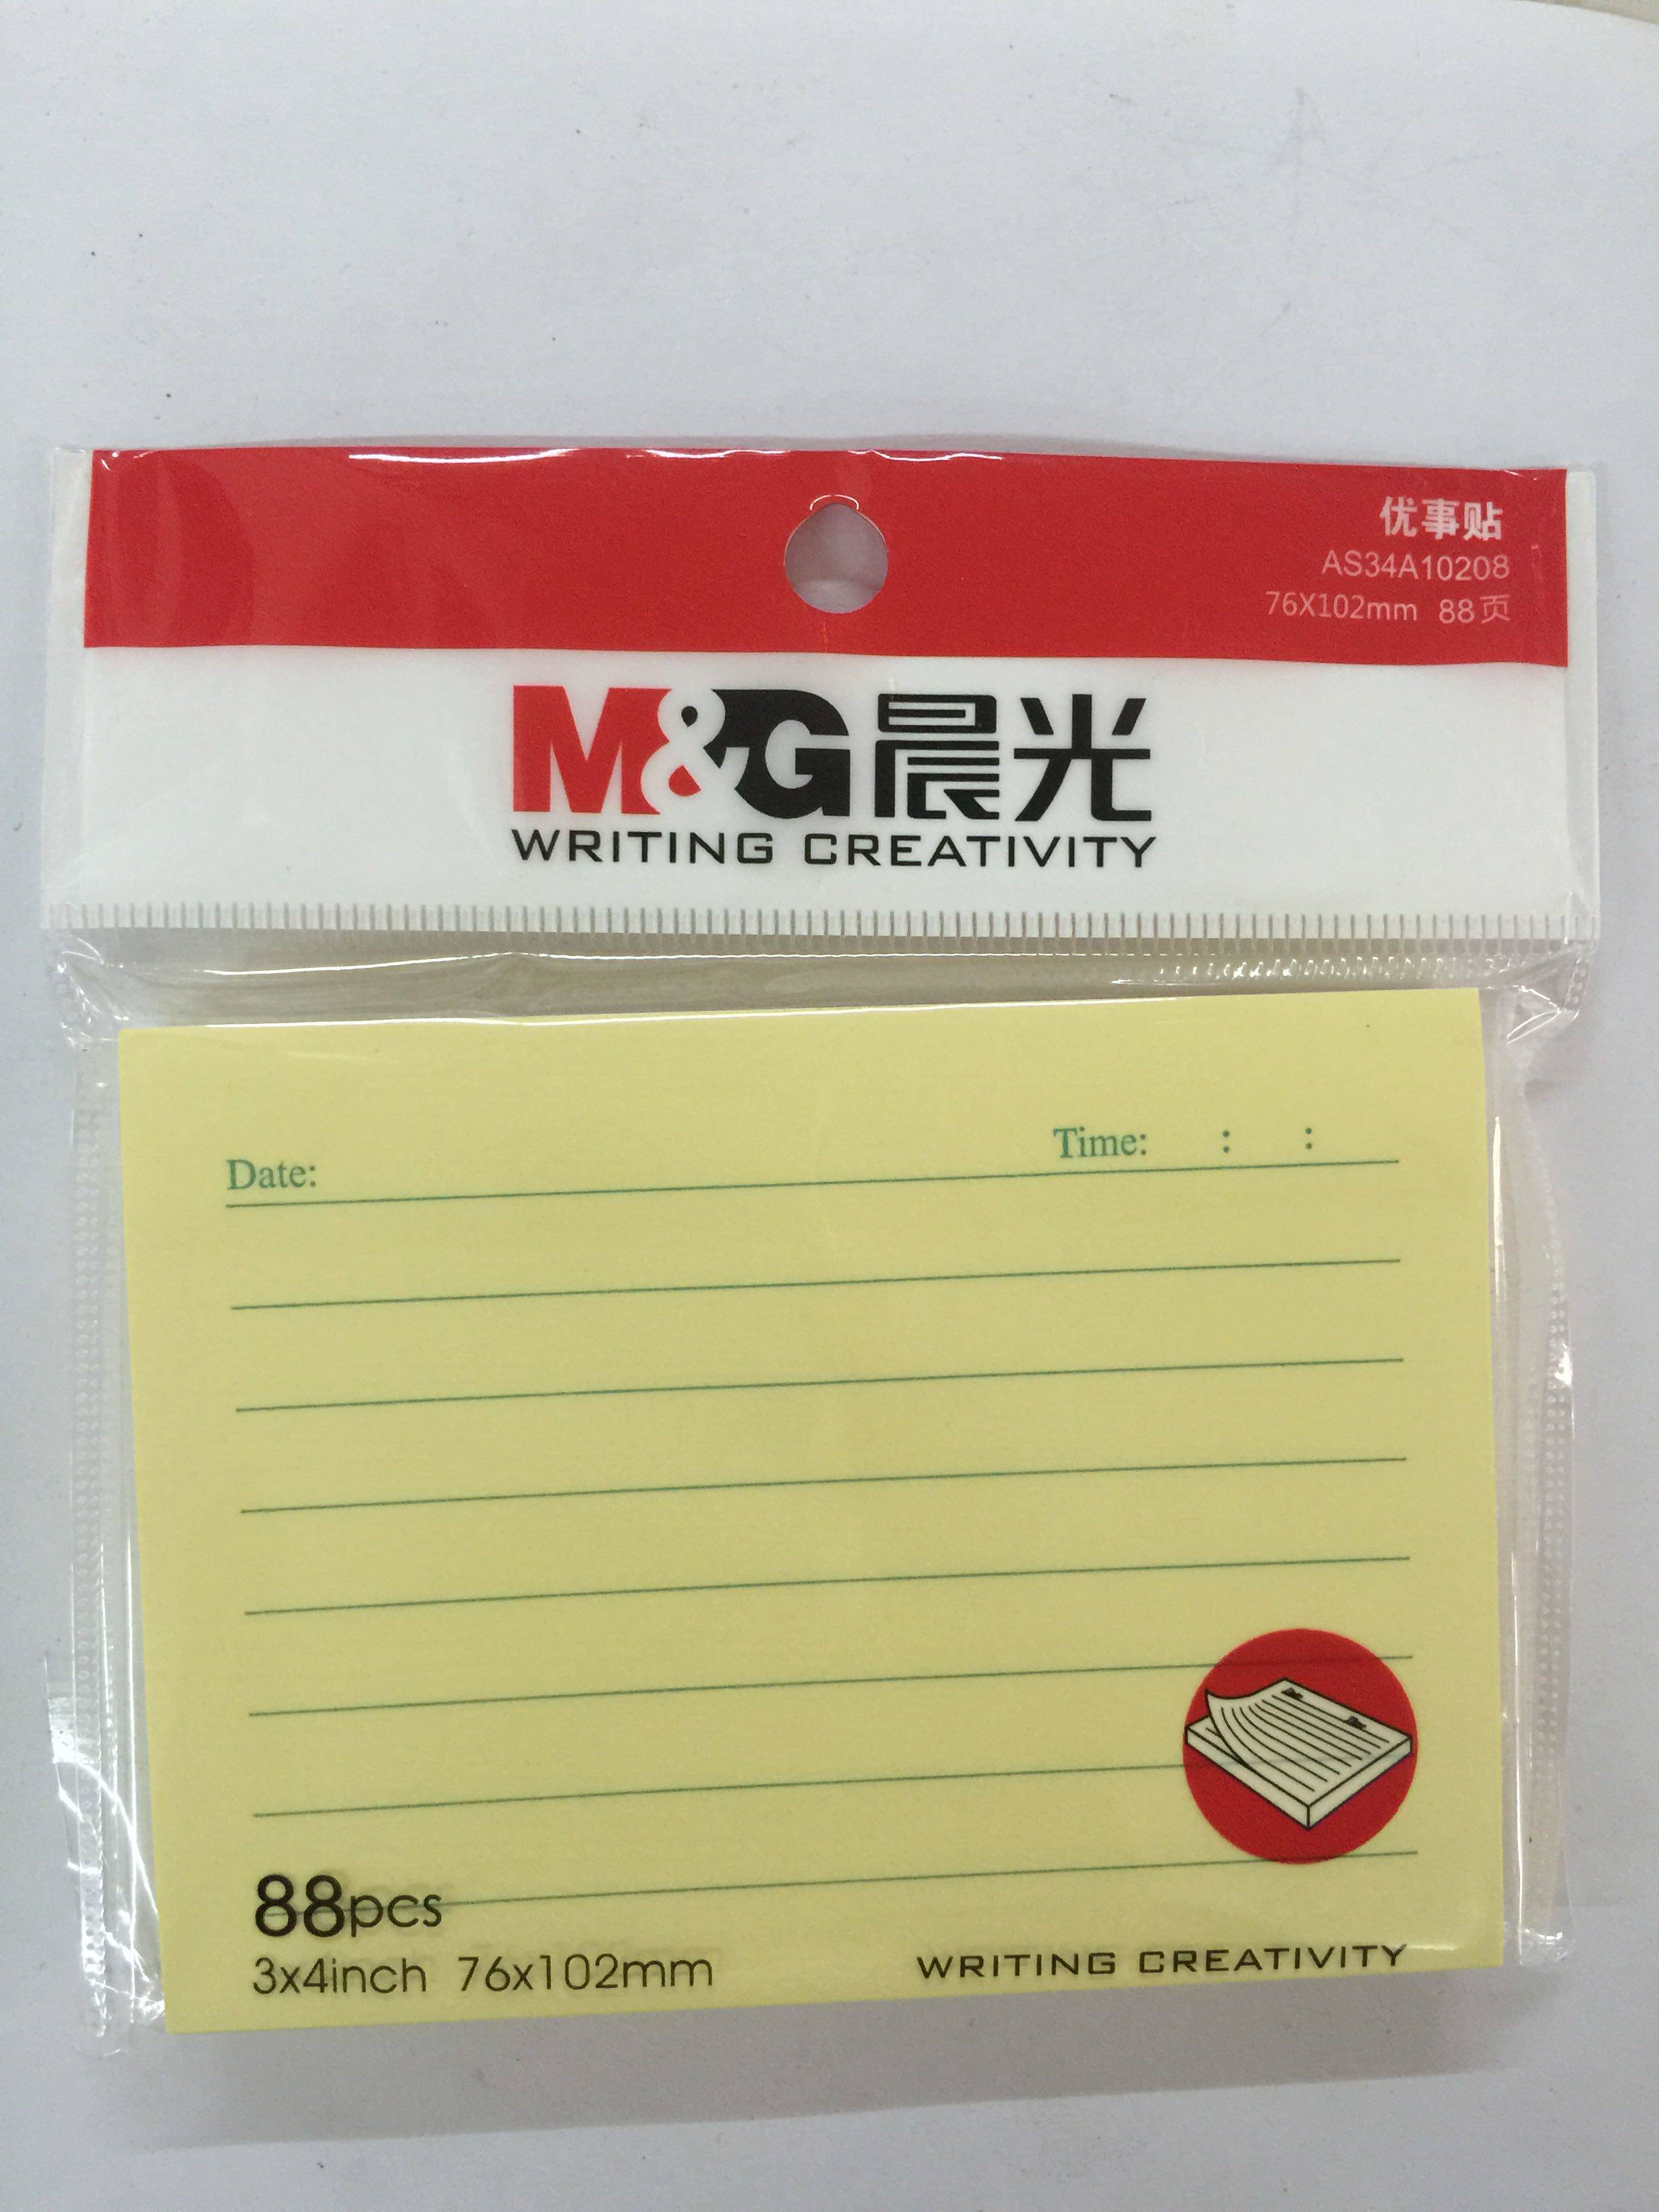 优事贴
AS34A10208
76X102mm 88页
M&G晨光
WRITING CREATIVITY
Date: Time: : :
88pcs
3x4inch 76x102mm
WRITING CREATIVITY